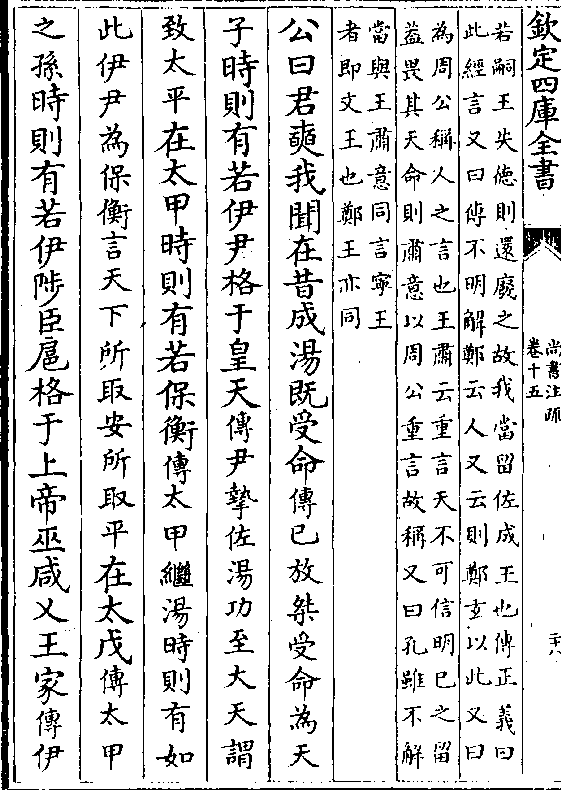 欽定四庫全書
尚書注疏
卷十五
若嗣王失德則還廢之故我當留佐成王也傳正義曰
此經言又曰傳不明解鄭云人又云則鄭玄以此又曰
為周公稱人之言也王肅云重言天不可信明已之留
蓋畏其天命則肅意以周公重言故稱又曰孔雖不解
當與王肅意同言寧王
者即文王也鄭王亦同
公曰君奭我聞在昔成湯既受命傳已放桀受命為天
子時則有若伊尹格于皇天傳尹摯佐湯功至大天謂
致太平在太甲時則有若保衡傳太甲繼湯時則有如
此伊尹為保衡言天下所取安所取平在太戊傳太甲
之孫時則有若伊陟臣扈格于上帝巫咸乂王家傳伊